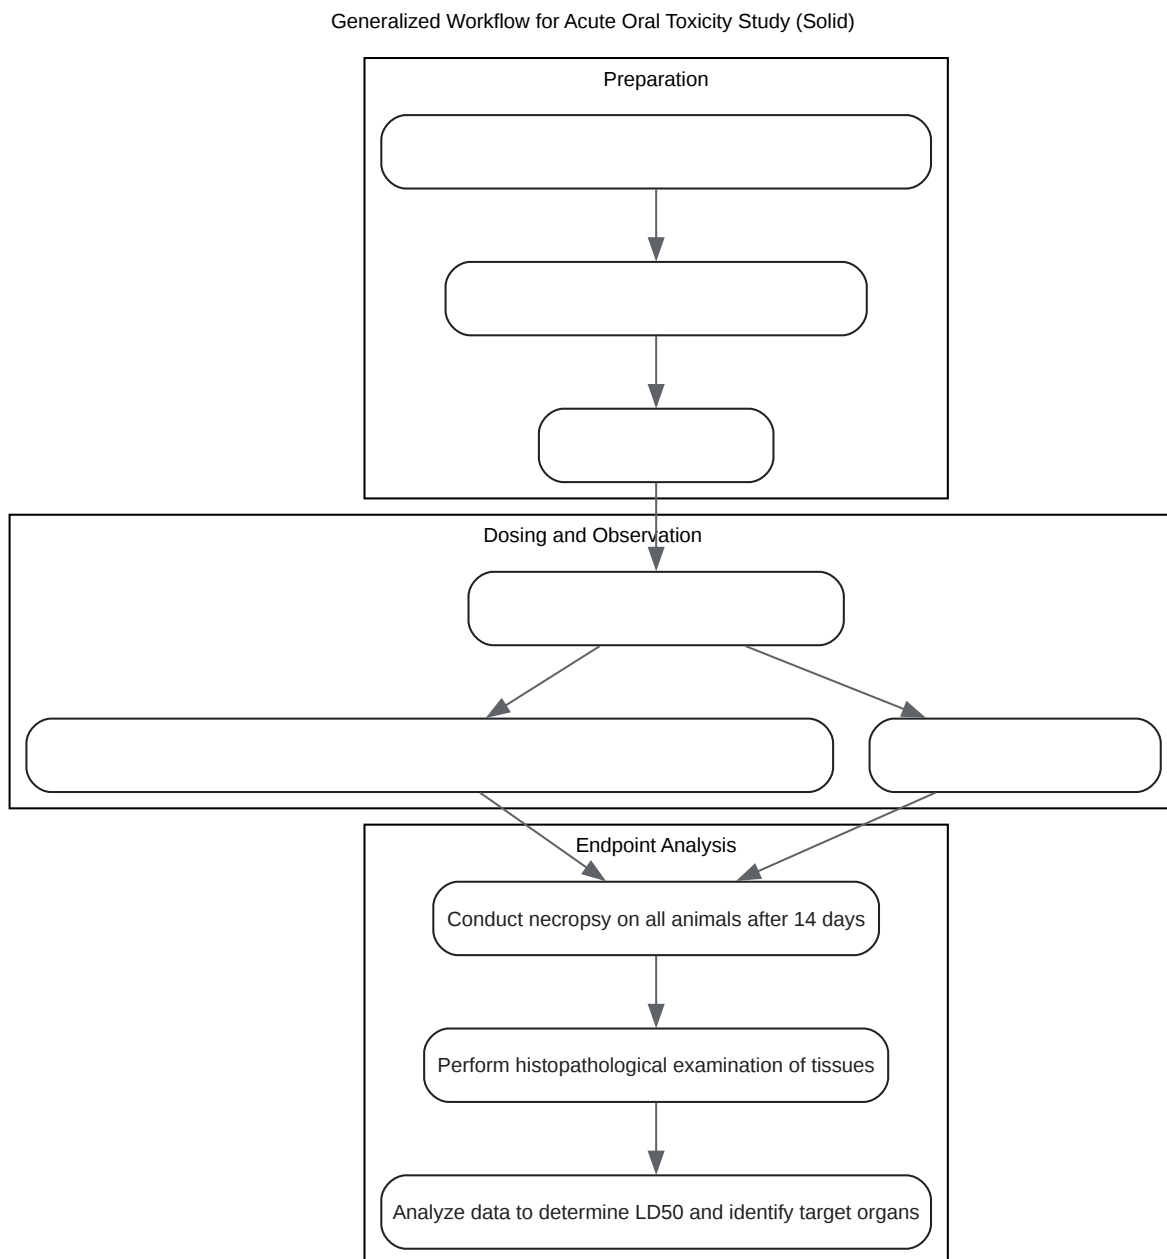 Generalized Workflow for Acute Oral Toxicity Study (Solid)
Preparation
Dosing and Observation
Endpoint Analysis
Conduct necropsy on all animals after 14 days
Perform histopathological examination of tissues
Analyze data to determine LD50 and identify target organs